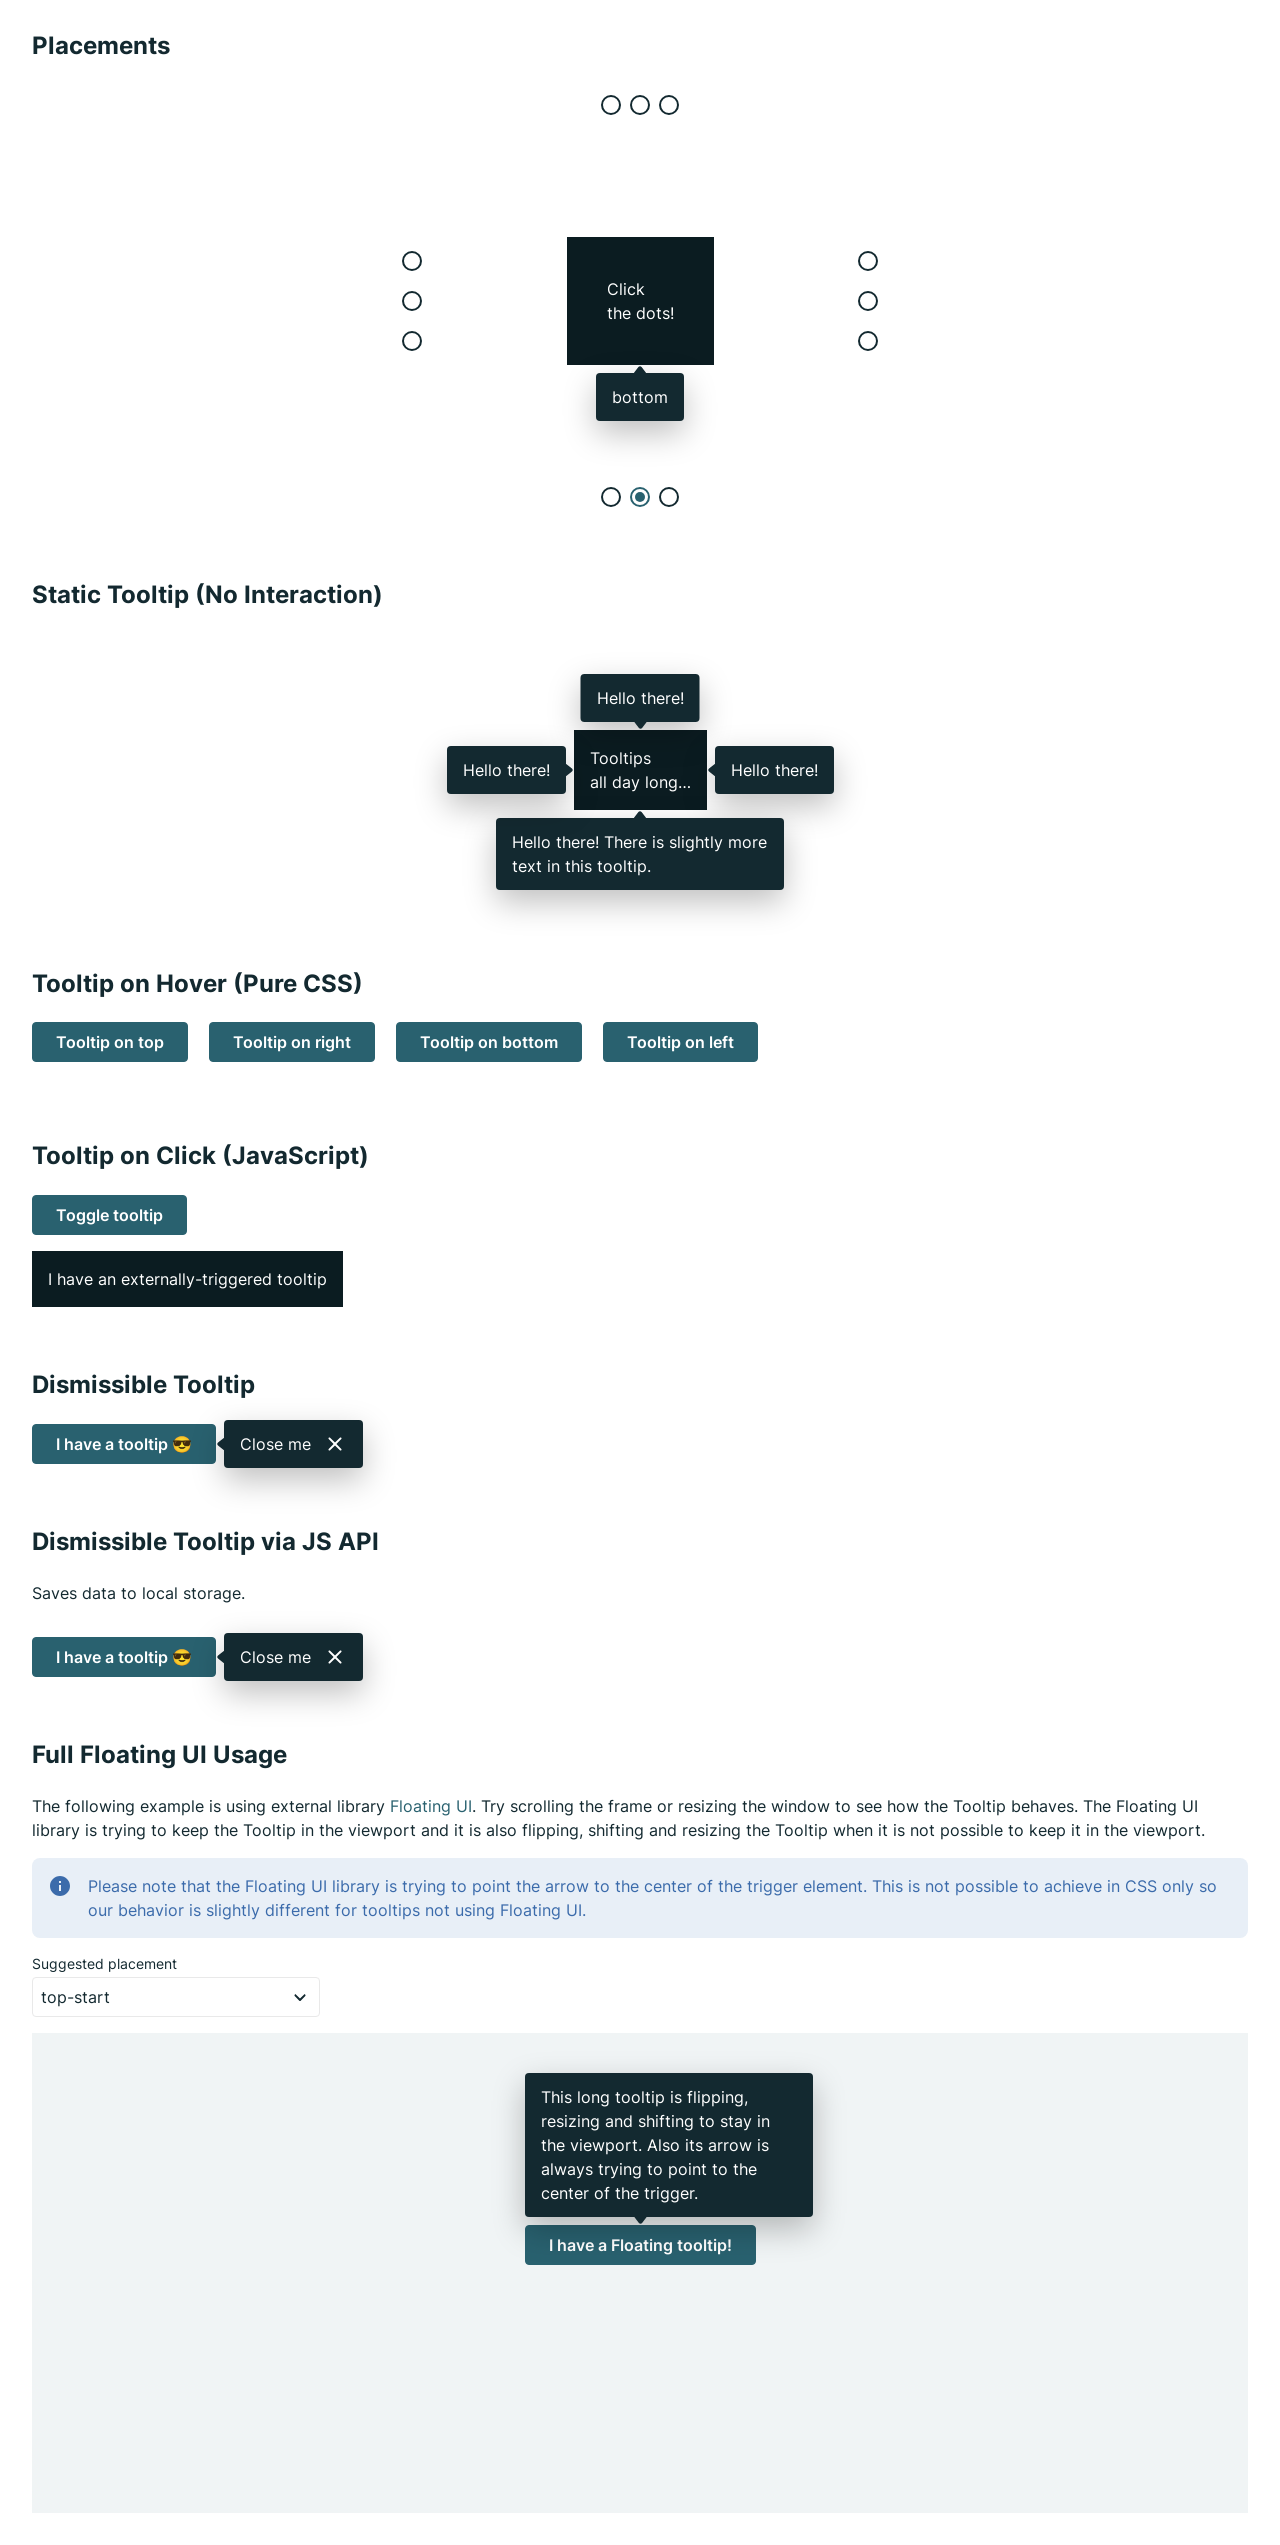 Placements
Click
the dots!
bottom
Static Tooltip (No Interaction)
Hello there!
Hello there!
Tooltips
all day long…
Hello there!
Hello there! There is slightly more
text in this tooltip.
Tooltip on Hover (Pure CSS)
Tooltip on top
Tooltip on right
Tooltip on bottom
Tooltip on left
Tooltip on Click (JavaScript)
Toggle tooltip
I have an externally-triggered tooltip
Dismissible Tooltip
I have a tooltip 😎
Close me
Dismissible Tooltip via JS API
Saves data to local storage.
I have a tooltip 😎
Close me
Full Floating UI Usage
The following example is using external library Floating UI. Try scrolling the frame or resizing the window to see how the Tooltip behaves. The Floating UI
library is trying to keep the Tooltip in the viewport and it is also flipping, shifting and resizing the Tooltip when it is not possible to keep it in the viewport.
Please note that the Floating UI library is trying to point the arrow to the center of the trigger element. This is not possible to achieve in CSS only so
our behavior is slightly different for tooltips not using Floating UI.
Suggested placement
top-start
This long tooltip is flipping,
resizing and shifting to stay in
the viewport. Also its arrow is
always trying to point to the
center of the trigger.
I have a Floating tooltip!